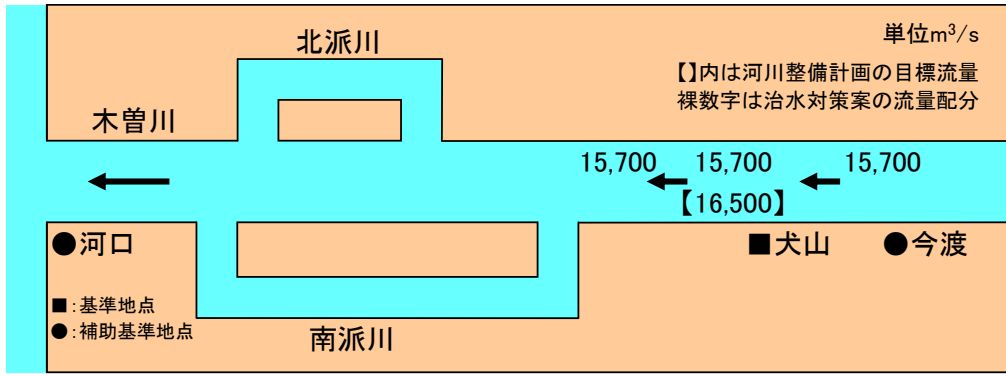 北派川
単位m³/s
【】内は河川整備計画の目標流量
裸数字は治水対策案の流量配分
木曽川
15,700 15,700 15,700
【16,500】
●河口
■犬山
●今渡
■:基準地点
●:補助基準地点
南派川